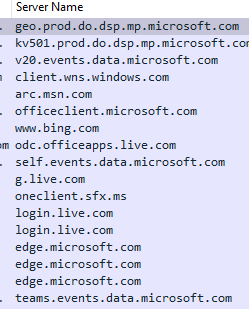 Server Name
. geo.prod.do.dsp.mp.microsoft.com
. kv501.prod.do.dsp.mp.microsoft.com
. v20.events.data.microsoft.com
client.wns.windows.com
arc.msn.com
. officeclient.microsoft.com
www.bing.com
om odc.officeapps.live.com
. self.events.data.microsoft.com
g.live.com
oneclient.sfx.ms
login.live.com
login.live.com
edge.microsoft.com
edge.microsoft.com
edge.microsoft.com
. teams.events.data.microsoft.com